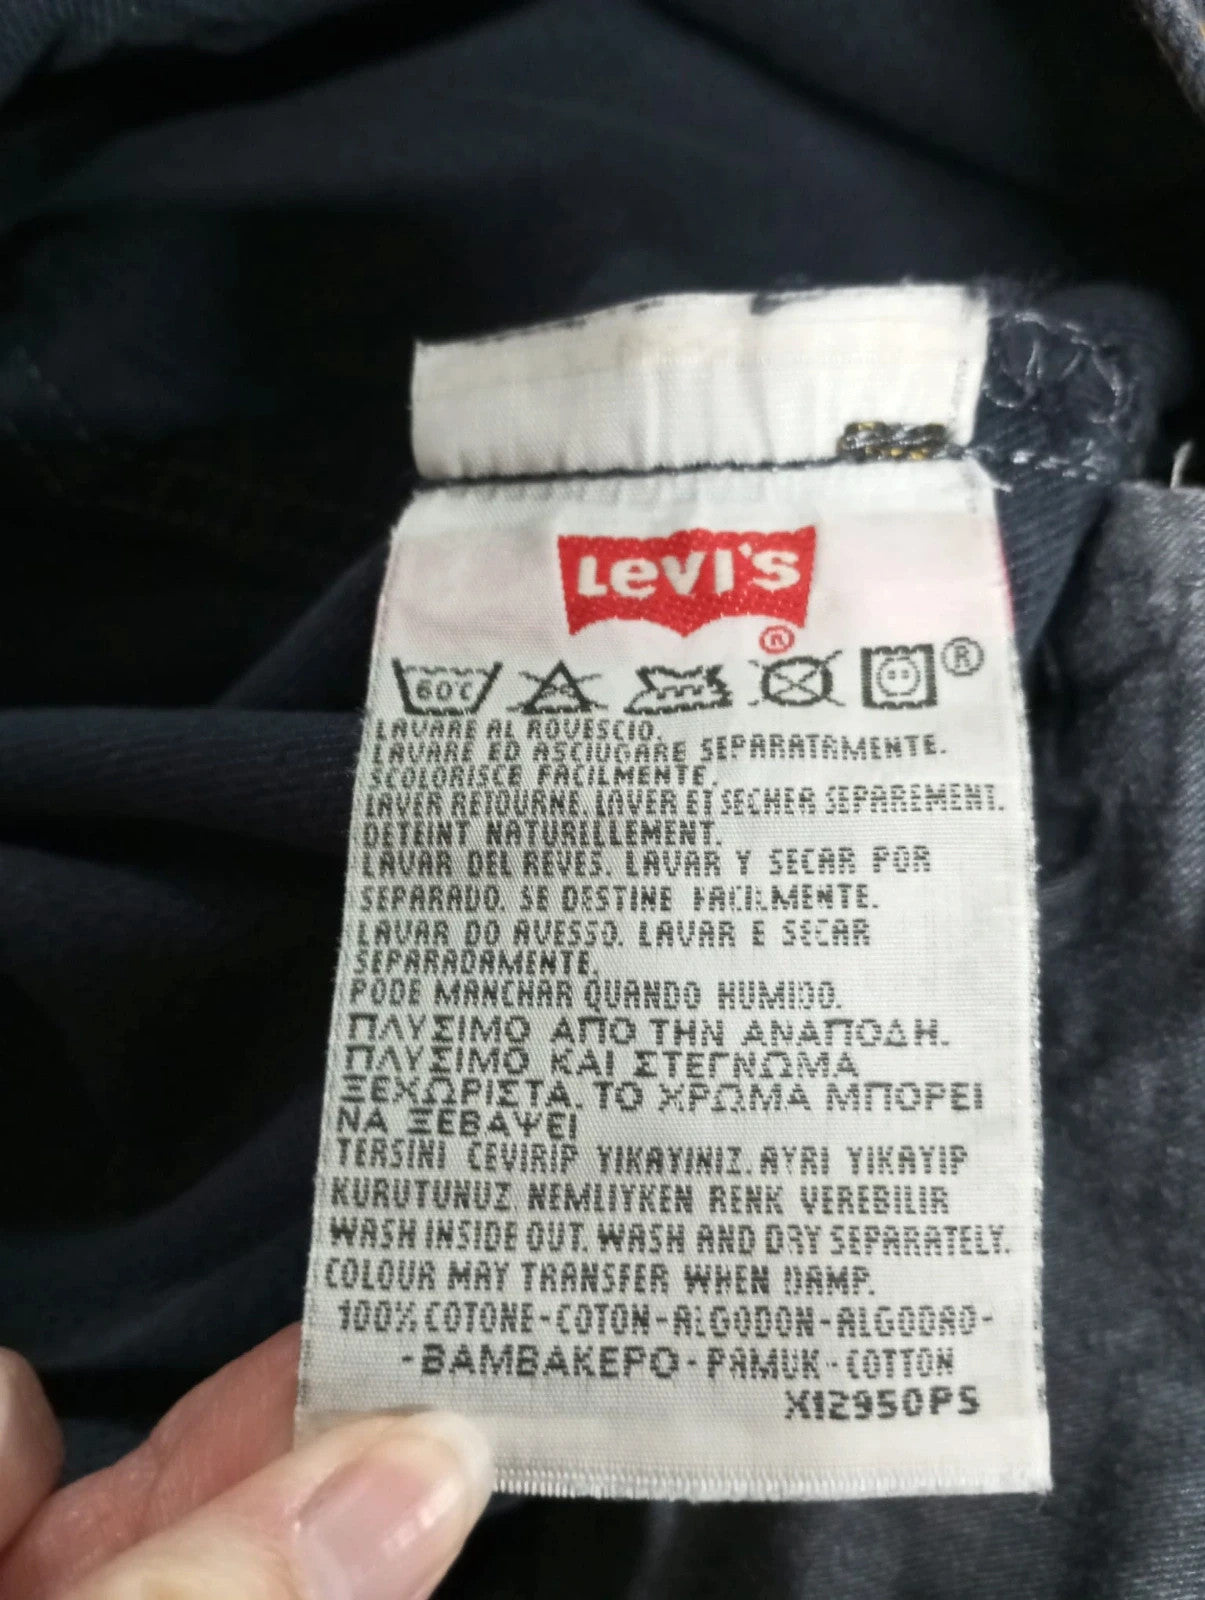 Levi's
®
60°C
®
LAVARE AL ROVESCIO.
LAVARE ED ASCIUGARE SEPARATAMENTE.
SCOLORISCE FACILMENTE.
LAVER RETOURNE. LAVER ET SECHER SEPAREMENT.
DETEINT NATURELLEMENT.
LAVAR DEL REVES. LAVAR Y SECAR POR
SEPARADO. SE DESTINE FACILMENTE.
LAVAR DO AVESSO. LAVAR E SECAR
SEPARADAMENTE.
PODE MANCHAR QUANDO HUMIDO.
ΠΛΥΣΙΜΟ ΑΠΟ ΤΗΝ ΑΝΑΠΟΔΗ.
ΠΛΥΣΙΜΟ ΚΑΙ ΣΤΕΓΝΩΜΑ
ΞΕΧΩΡΙΣΤΑ. ΤΟ ΧΡΩΜΑ ΜΠΟΡΕΙ
ΝΑ ΞΕΒΑΨΕΙ
TERSINI CEVIRIP YIKAYINIZ. AYRI YIKAYIP
KURUTUNUZ. NEMLIYKEN RENK VEREBILIR
WASH INSIDE OUT. WASH AND DRY SEPARATELY.
COLOUR MAY TRANSFER WHEN DAMP.
100% COTONE-COTON-ALGODON-ALGODAO-
-ΒΑΜΒΑΚΕΡΟ-PAMUK-COTTON
X12950PS